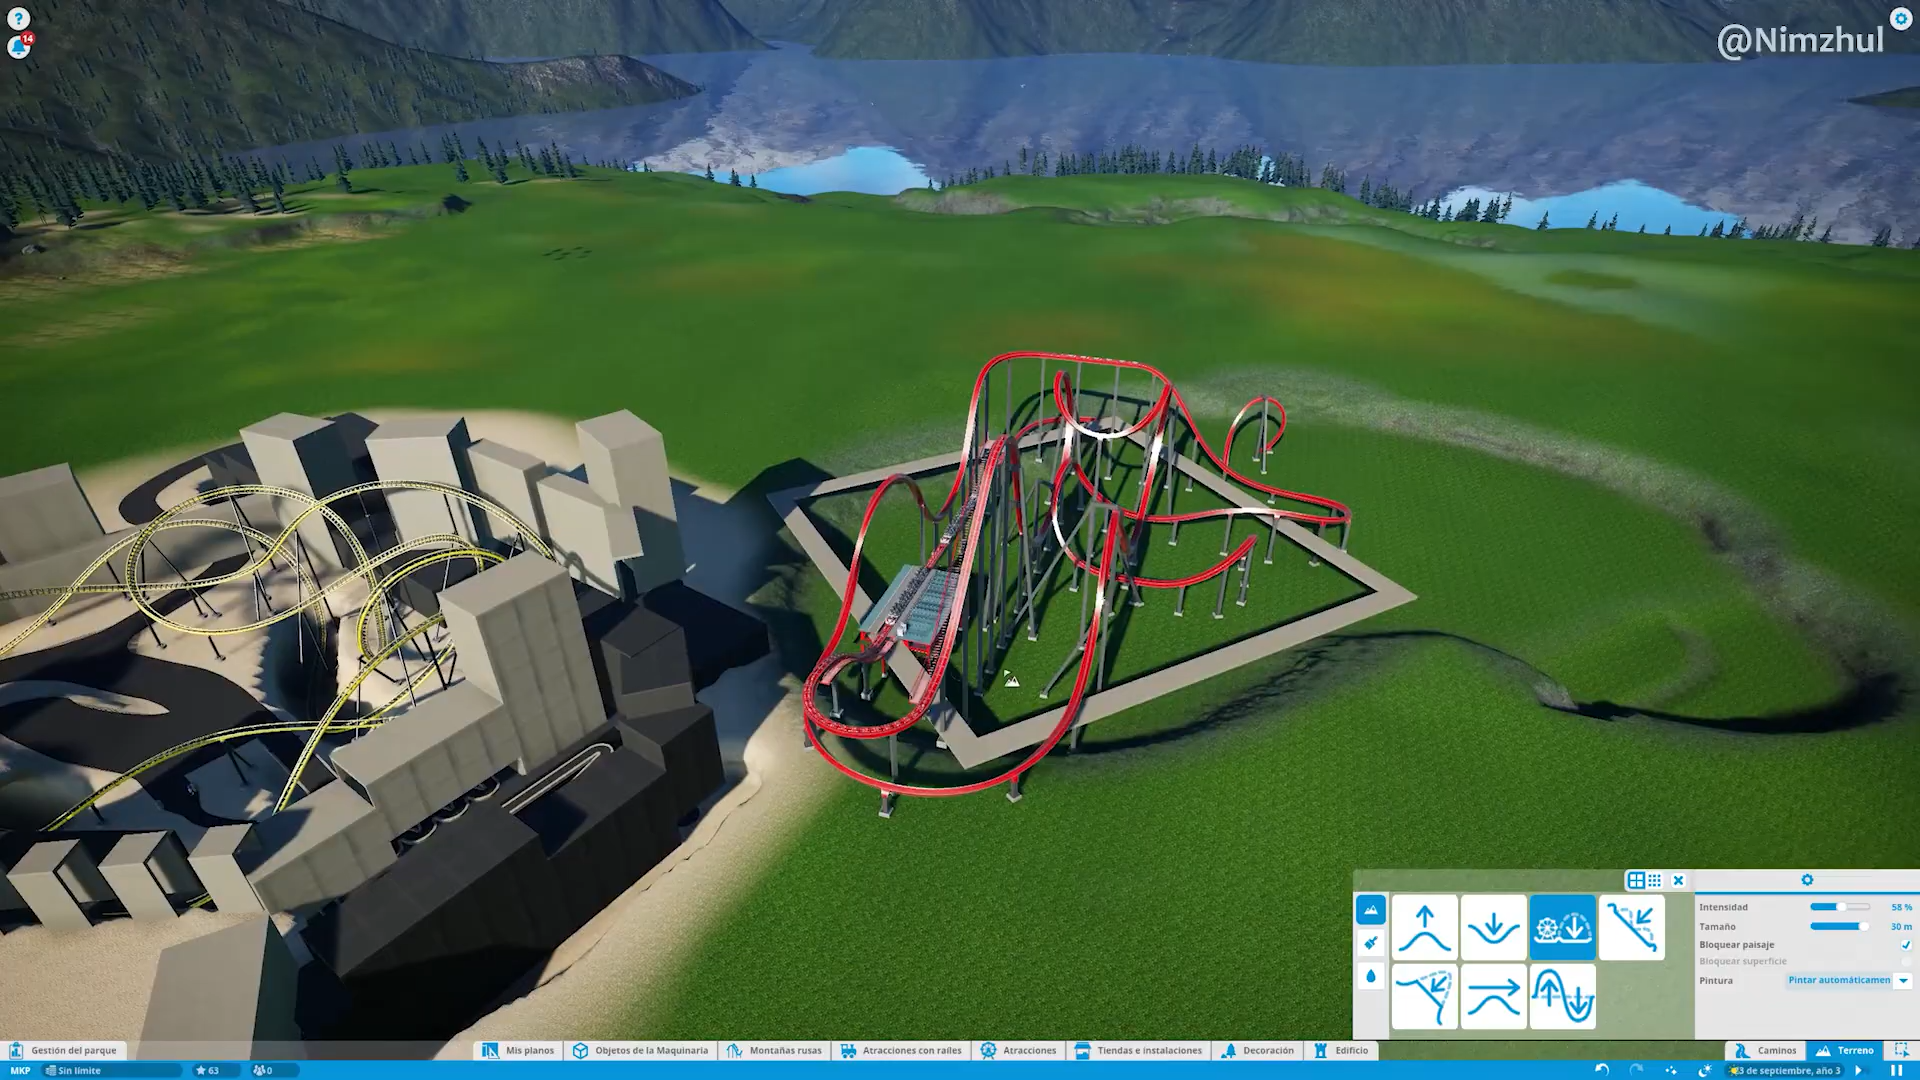 ?
14
@Nimzhul
Intensidad 58 %
Tamaño 30 m
Bloquear paisaje
Bloquear superficie
Pintura Pintar automáticamen
Gestión del parque
Mis planos
Objetos de la Maquinaria
Montañas rusas
Atracciones con raíles
Atracciones
Tiendas e instalaciones
Decoración
Edificio
Caminos
Terreno
MKP
Sin límite
63
0
3 de septiembre, año 3